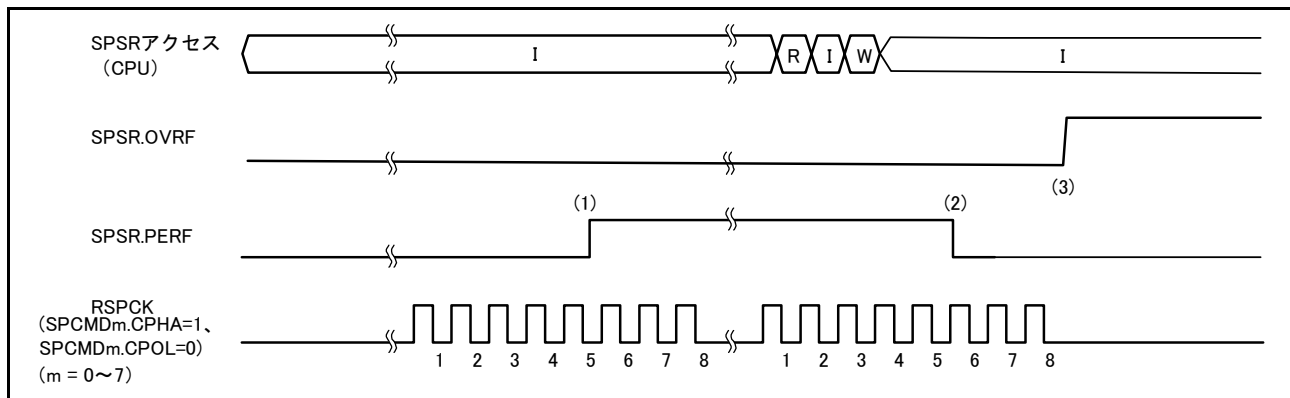 SPSRアクセス
（CPU）
I
R
I
W
I
SPSR.OVRF
(3)
(1)
(2)
SPSR.PERF
RSPCK
(SPCMDm.CPHA=1、
SPCMDm.CPOL=0)
(m = 0～7)
1 2 3 4 5 6 7 8
1 2 3 4 5 6 7 8